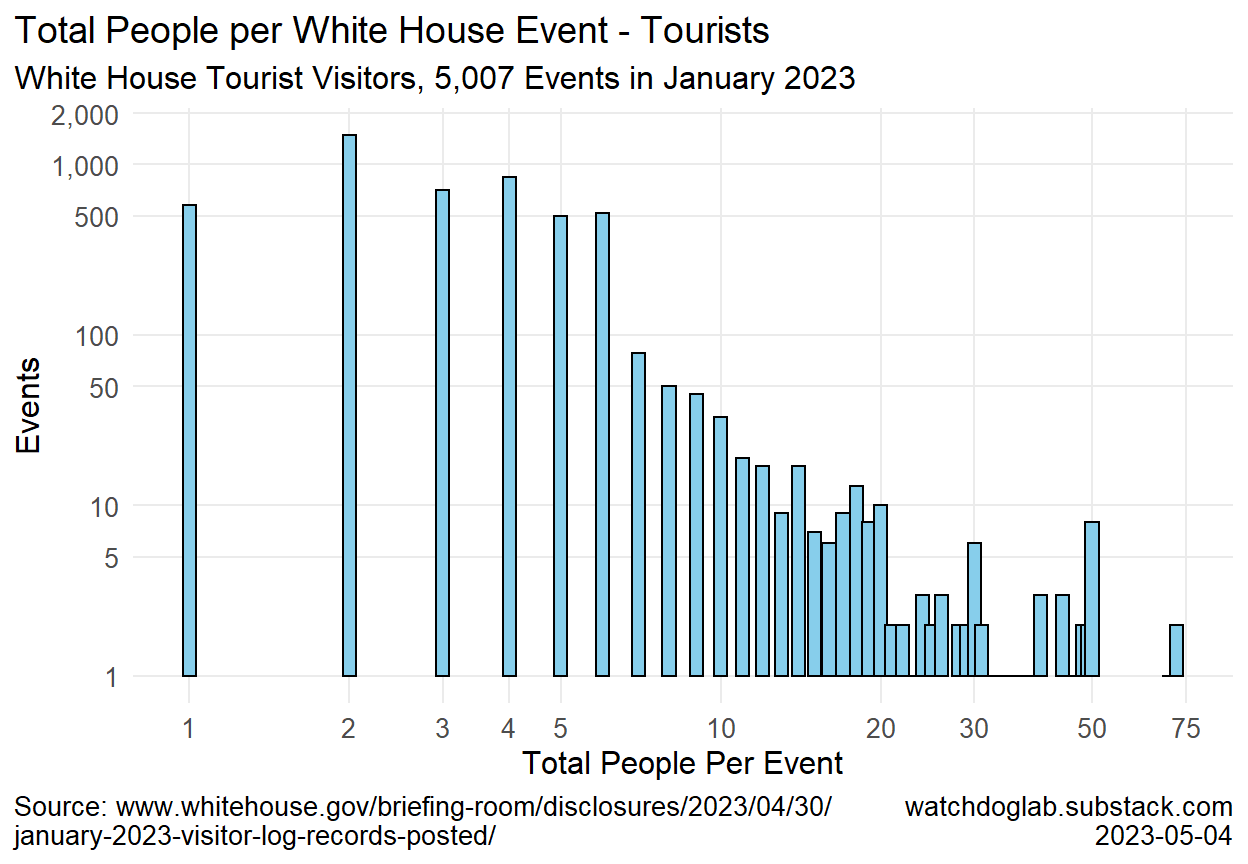 Total People per White House Event - Tourists
White House Tourist Visitors, 5,007 Events in January 2023
2,000
1,000
500
100
50
10
5
1
Events
1 2 3 4 5 10 20 30 50 75
Total People Per Event
Source: www.whitehouse.gov/briefing-room/disclosures/2023/04/30/
january-2023-visitor-log-records-posted/
watchdoglab.substack.com
2023-05-04